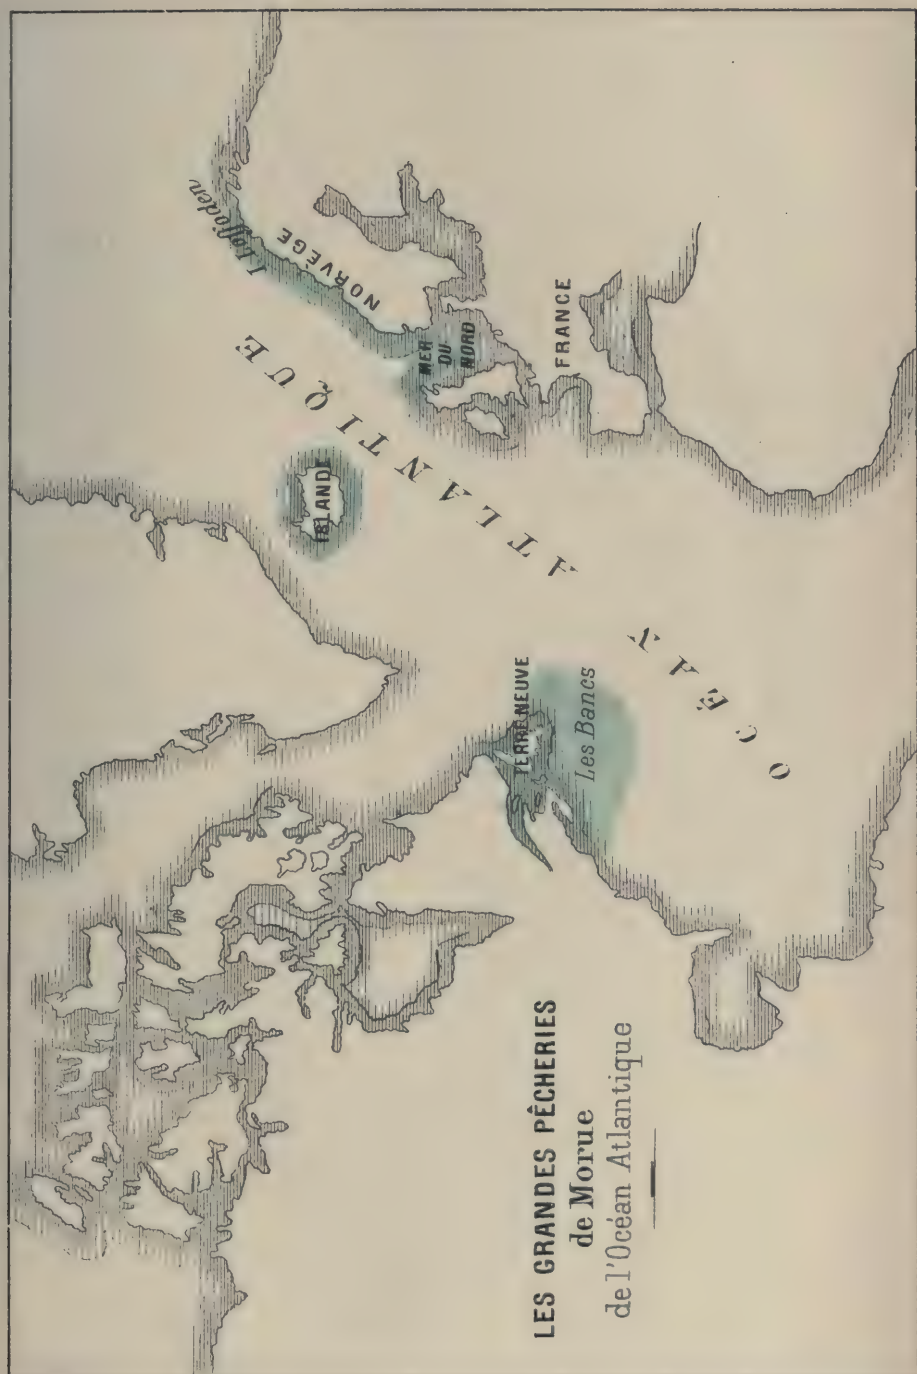 LES GRANDES PÊCHERIES
de Morue
de l'Océan Atlantique
TERRE NEUVE
Les Bancs
ISLANDE
OCÉAN ATLANTIQUE
I Loffoden
NORVÈGE
MER
DU
NORD
FRANCE